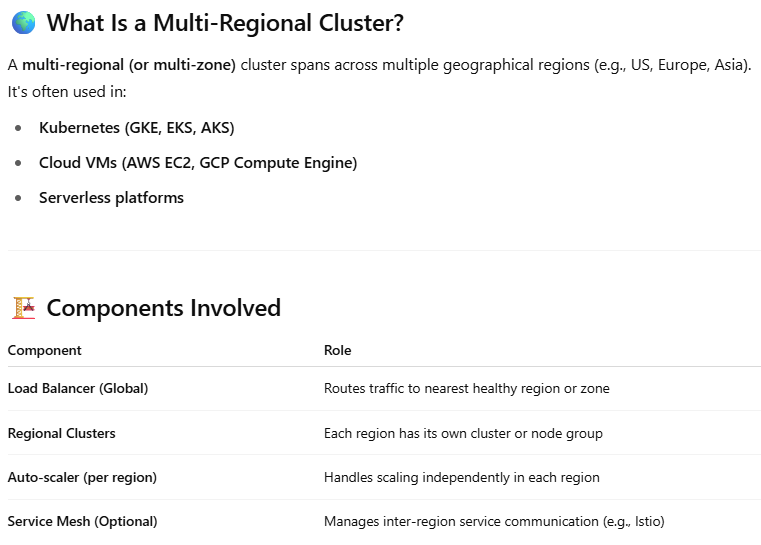 🌍 What Is a Multi-Regional Cluster?
A multi-regional (or multi-zone) cluster spans across multiple geographical regions (e.g., US, Europe, Asia).
It's often used in:
• Kubernetes (GKE, EKS, AKS)
• Cloud VMs (AWS EC2, GCP Compute Engine)
• Serverless platforms
🏗️ Components Involved
Component Role
Load Balancer (Global) Routes traffic to nearest healthy region or zone
Regional Clusters Each region has its own cluster or node group
Auto-scaler (per region) Handles scaling independently in each region
Service Mesh (Optional) Manages inter-region service communication (e.g., Istio)